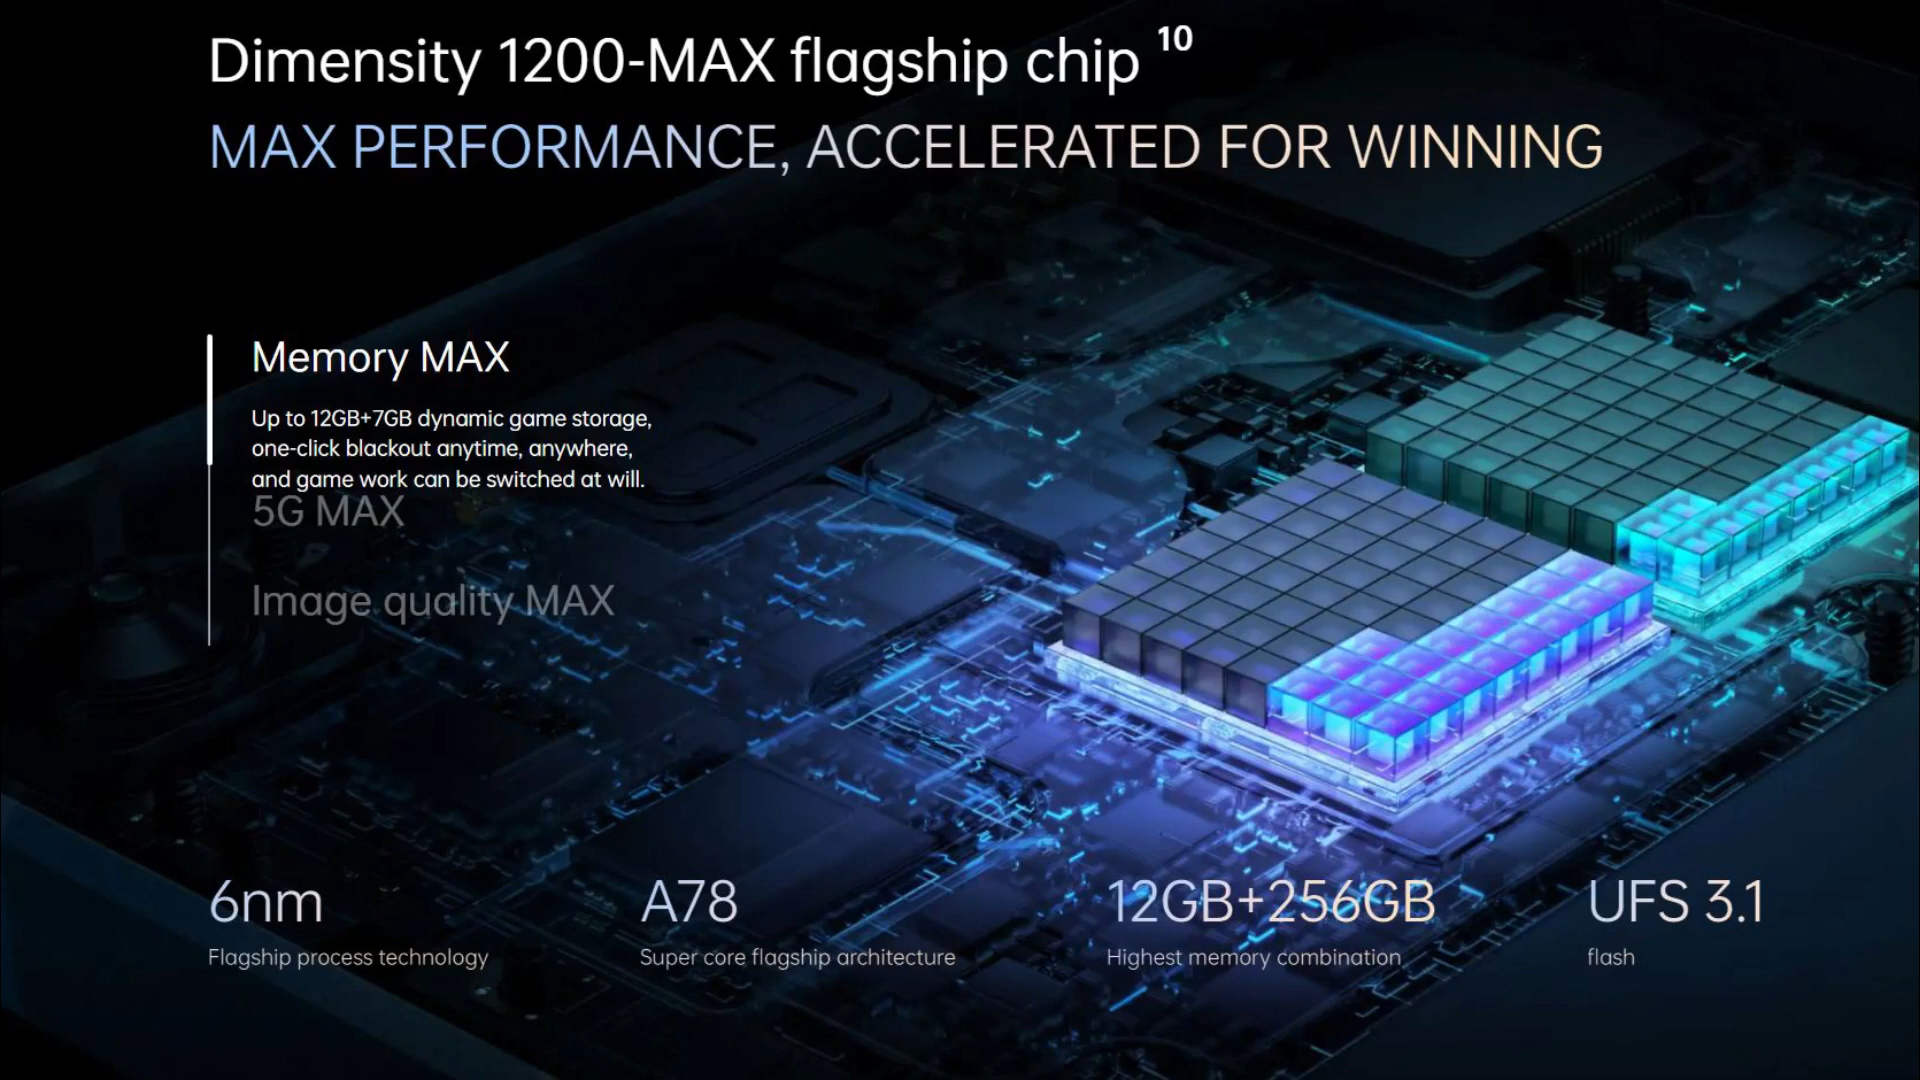 Dimensity 1200-MAX flagship chip 10
MAX PERFORMANCE, ACCELERATED FOR WINNING
Memory MAX
Up to 12GB+7GB dynamic game storage,
one-click blackout anytime, anywhere,
and game work can be switched at will.
5G MAX
Image quality MAX
6nm
Flagship process technology
A78
Super core flagship architecture
12GB+256GB
Highest memory combination
UFS 3.1
flash